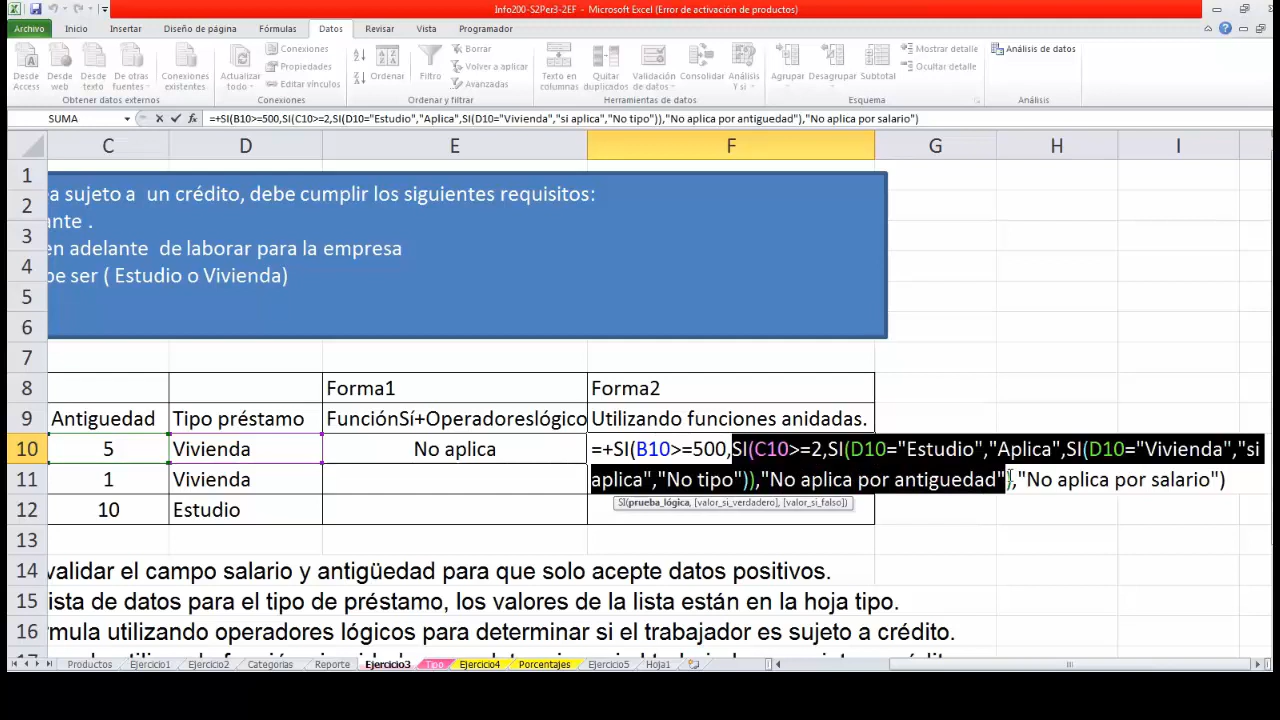 Info200-S2Per3-2EF - Microsoft Excel (Error de activación de productos)
Archivo Inicio Insertar Diseño de página Fórmulas Datos Revisar Vista Programador
Desde Access
Desde web
Desde texto
De otras fuentes
Conexiones existentes
Obtener datos externos
Actualizar todo
Conexiones
Propiedades
Editar vínculos
Conexiones
Ordenar
Filtro
Borrar
Volver a aplicar
Avanzadas
Ordenar y filtrar
Texto en columnas
Quitar duplicados
Validación de datos
Consolidar
Análisis Y si
Herramientas de datos
Agrupar
Desagrupar
Subtotal
Mostrar detalle
Ocultar detalle
Esquema
Análisis de datos
Análisis
SUMA fx =+SI(B10>=500,SI(C10>=2,SI(D10="Estudio","Aplica",SI(D10="Vivienda","si aplica","No tipo")),"No aplica por antiguedad"),"No aplica por salario")
C D E F G H I
1
a sujeto a un crédito, debe cumplir los siguientes requisitos:
2
ante .
3
en adelante de laborar para la empresa
4
be ser ( Estudio o Vivienda)
5
6
7
8 Forma1 Forma2
9 Antiguedad Tipo préstamo FunciónSí+Operadoreslógico Utilizando funciones anidadas.
10 5 Vivienda No aplica =+SI(B10>=500,SI(C10>=2,SI(D10="Estudio","Aplica",SI(D10="Vivienda","si
11 1 Vivienda aplica","No tipo")),"No aplica por antiguedad"),"No aplica por salario")
SI(prueba_lógica, [valor_si_verdadero], [valor_si_falso])
12 10 Estudio
13
14 validar el campo salario y antigüedad para que solo acepte datos positivos.
15 ista de datos para el tipo de préstamo, los valores de la lista están en la hoja tipo.
16 rmula utilizando operadores lógicos para determinar si el trabajador es sujeto a crédito.
Productos Ejercicio1 Ejercicio2 Categorías Reporte Ejercicio3 Tipo Ejercicio4 Porcentajes Ejercicio5 Hoja1